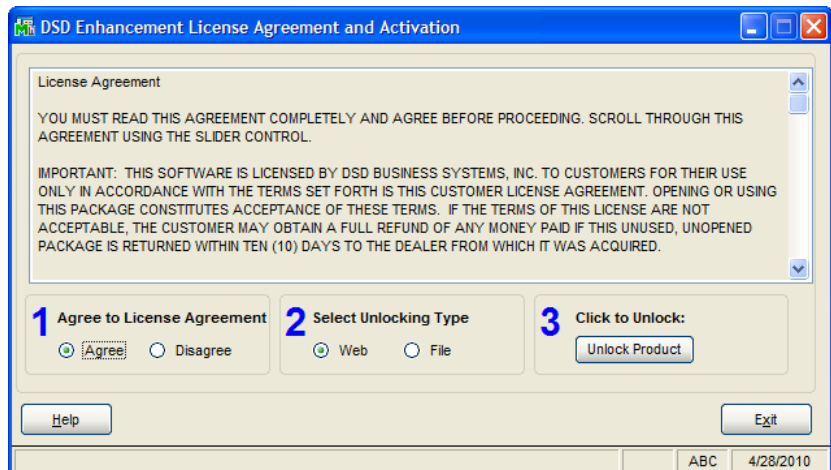 DSD Enhancement License Agreement and Activation
License Agreement
YOU MUST READ THIS AGREEMENT COMPLETELY AND AGREE BEFORE PROCEEDING. SCROLL THROUGH THIS
AGREEMENT USING THE SLIDER CONTROL.
IMPORTANT: THIS SOFTWARE IS LICENSED BY DSD BUSINESS SYSTEMS, INC. TO CUSTOMERS FOR THEIR USE
ONLY IN ACCORDANCE WITH THE TERMS SET FORTH IS THIS CUSTOMER LICENSE AGREEMENT. OPENING OR USING
THIS PACKAGE CONSTITUTES ACCEPTANCE OF THESE TERMS. IF THE TERMS OF THIS LICENSE ARE NOT
ACCEPTABLE, THE CUSTOMER MAY OBTAIN A FULL REFUND OF ANY MONEY PAID IF THIS UNUSED, UNOPENED
PACKAGE IS RETURNED WITHIN TEN (10) DAYS TO THE DEALER FROM WHICH IT WAS ACQUIRED.
1 Agree to License Agreement
Agree Disagree
2 Select Unlocking Type
Web File
3 Click to Unlock:
Unlock Product
Help Exit
ABC 4/28/2010